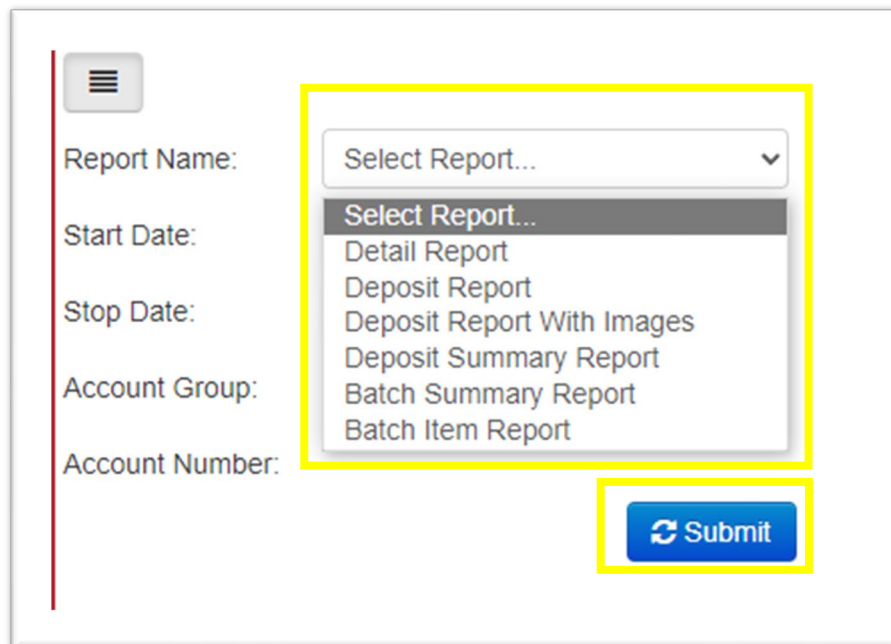 Report Name:
Select Report...
Select Report...
Start Date:
Detail Report
Deposit Report
Stop Date:
Deposit Report With Images
Deposit Summary Report
Account Group:
Batch Summary Report
Batch Item Report
Account Number:
Submit